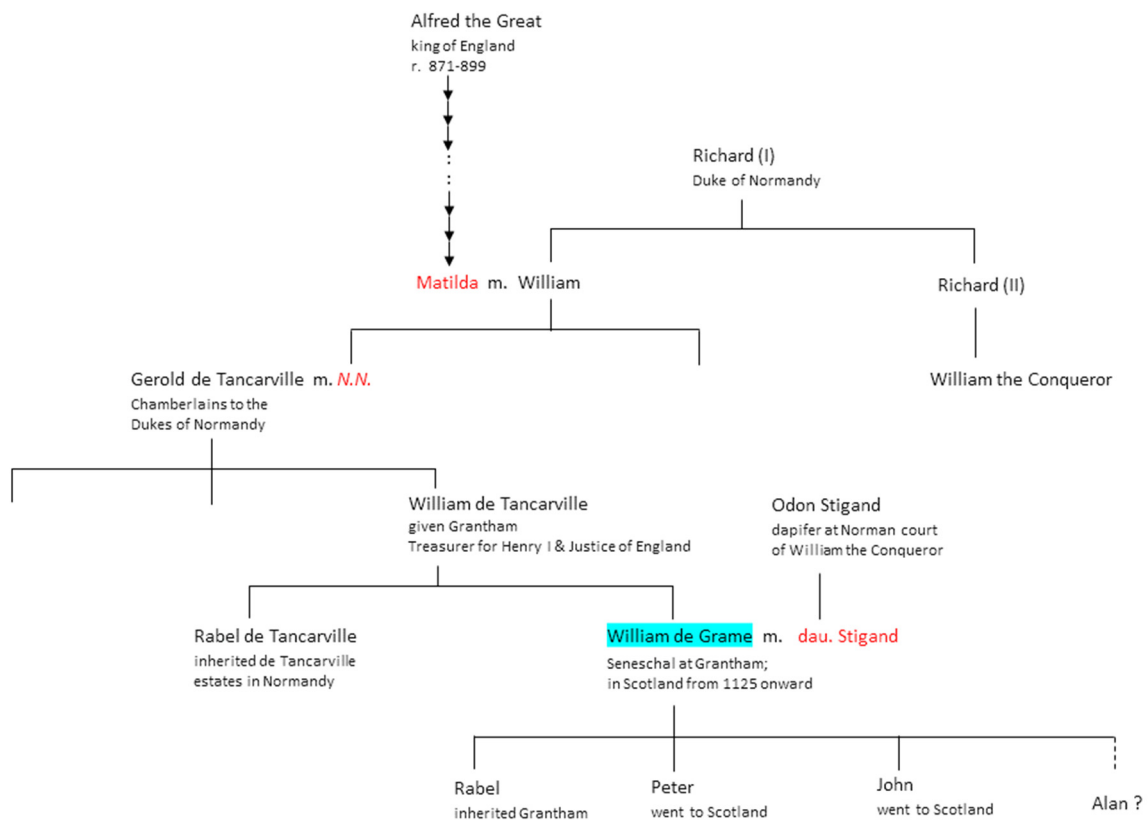 Alfred the Great
king of England
r. 871-899
Richard (I)
Duke of Normandy
Matilda m. William
Richard (II)
Gerold de Tancarville m. N.N.
Chamberlains to the
Dukes of Normandy
William the Conqueror
William de Tancarville
given Grantham
Treasurer for Henry I & Justice of England
Odon Stigand
dapifer at Norman court
of William the Conqueror
Rabel de Tancarville
inherited de Tancarville
estates in Normandy
William de Grame m. dau. Stigand
Seneschal at Grantham;
in Scotland from 1125 onward
Rabel
inherited Grantham
Peter
went to Scotland
John
went to Scotland
Alan ?